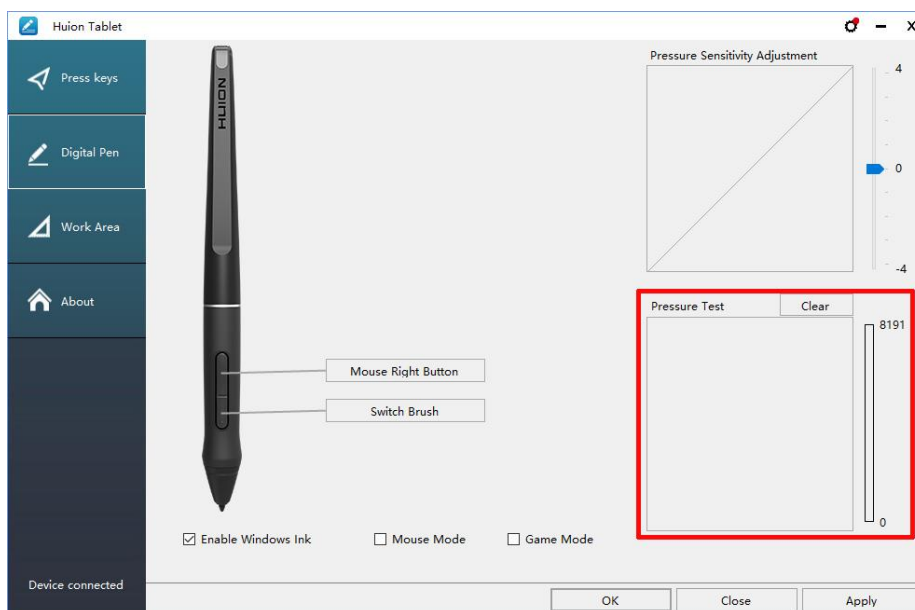 Huion Tablet
Press keys
Digital Pen
Work Area
About
Device connected
HUION
Mouse Right Button
Switch Brush
Enable Windows Ink
Mouse Mode
Game Mode
Pressure Sensitivity Adjustment
4
0
-4
Pressure Test
Clear
8191
0
OK
Close
Apply